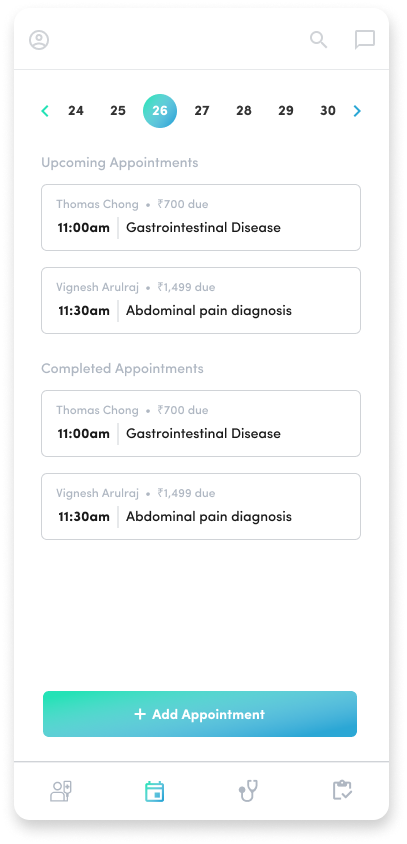 24 25 26 27 28 29 30
Upcoming Appointments
Thomas Chong • ₹700 due
11:00am Gastrointestinal Disease
Vignesh Arulraj • ₹1,499 due
11:30am Abdominal pain diagnosis
Completed Appointments
Thomas Chong • ₹700 due
11:00am Gastrointestinal Disease
Vignesh Arulraj • ₹1,499 due
11:30am Abdominal pain diagnosis
+ Add Appointment